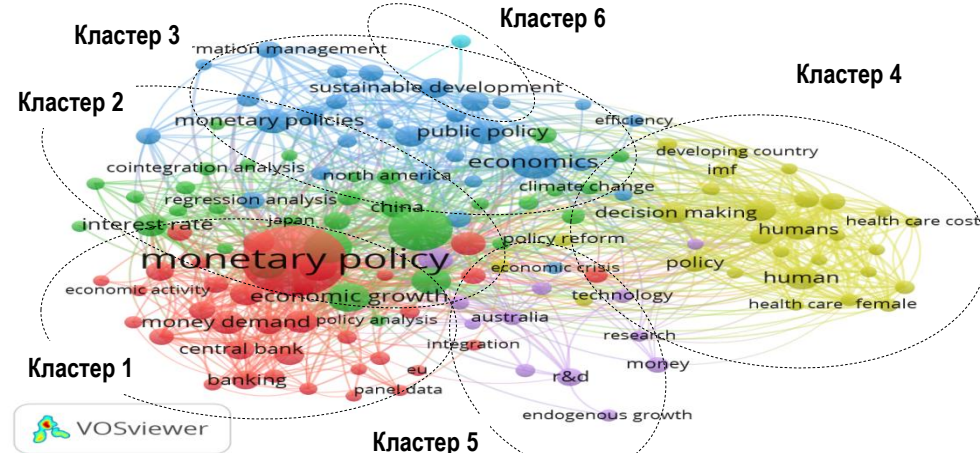 Кластер 6
Кластер 3
mation management
Кластер 4
sustainable development
Кластер 2
monetary policies
public policy
efficiency
economics
developing country
cointegration analysis
imf
north america
climate change
regression analysis
china
decision making
japan
health care costs
interest rate
humans
policy reform
monetary policy
policy
economic crisis
human
economic activity
economic growth
technology
health care
female
money demand
policy analysis
australia
research
central bank
integration
money
Кластер 1
banking
eu
r&d
panel data
endogenous growth
VOSviewer
Кластер 5